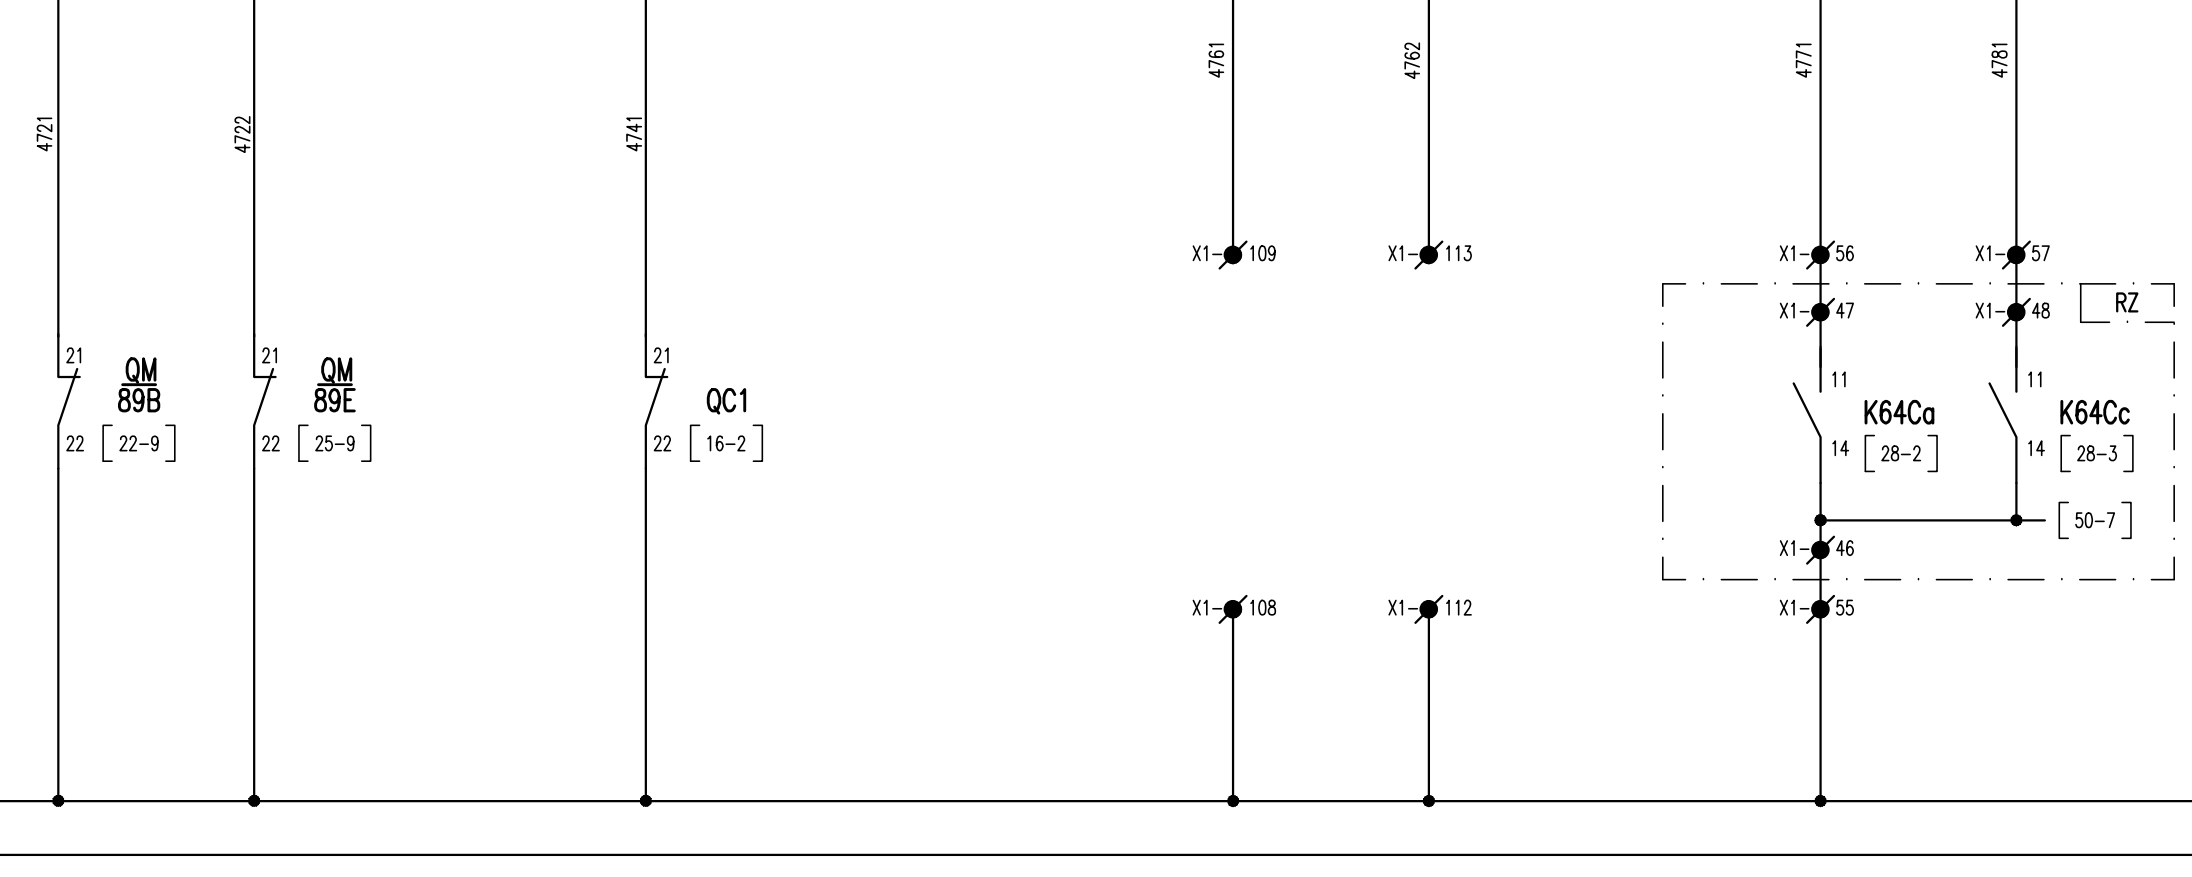 4761
4762
4771
4781
4721
4722
4741
X1-109
X1-113
X1-56
X1-57
RZ
X1-47
X1-48
21
QM
89B
22
[22-9]
21
QM
89E
22
[25-9]
21
QC1
22
[16-2]
11
K64Ca
14
[28-2]
11
K64Cc
14
[28-3]
[50-7]
X1-46
X1-108
X1-112
X1-55